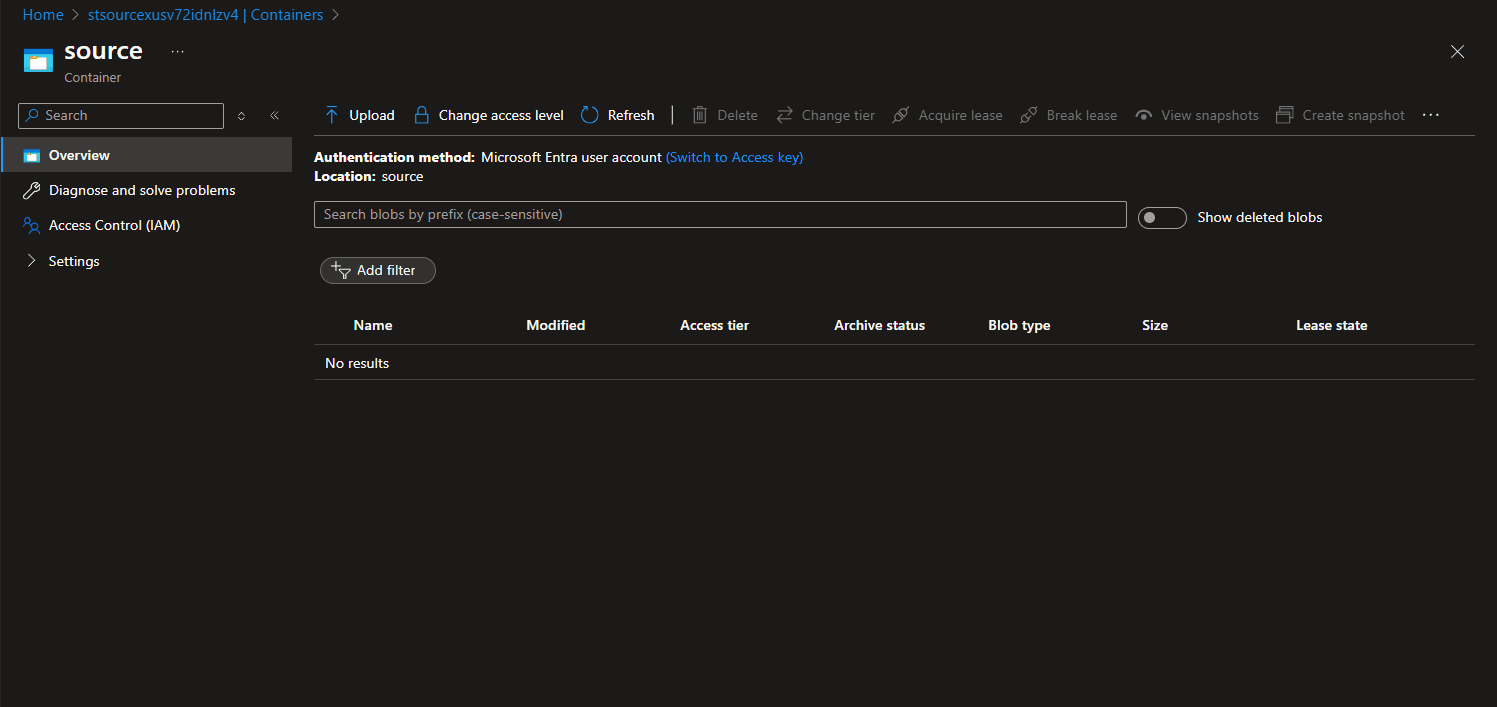 Home > stsourcexusv72idnlzv4 | Containers >
source ...
Container
Search
Overview
Diagnose and solve problems
Access Control (IAM)
Settings
Upload Change access level Refresh | Delete Change tier Acquire lease Break lease View snapshots Create snapshot ...
Authentication method: Microsoft Entra user account (Switch to Access key)
Location: source
Search blobs by prefix (case-sensitive) Show deleted blobs
Add filter
Name Modified Access tier Archive status Blob type Size Lease state
No results